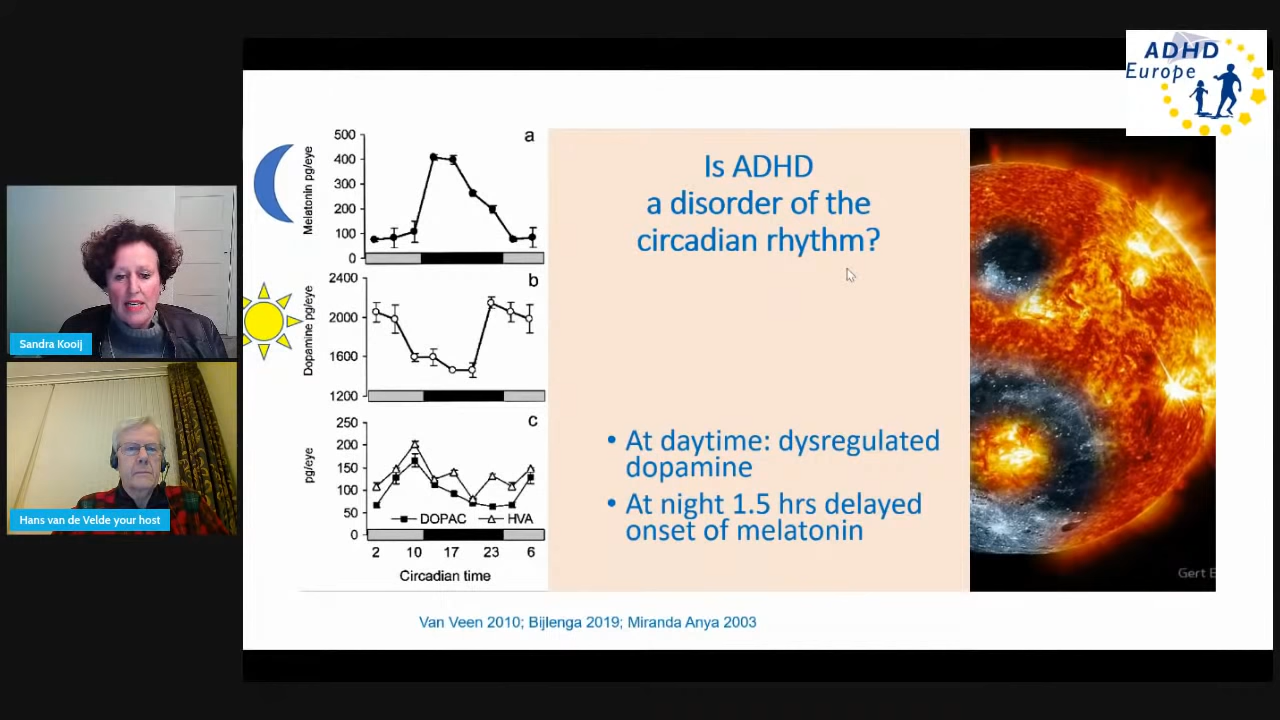 ADHD
Europe
Sandra Kooij
Hans van de Velde your host
a
500
400
300
200
100
0
Melatonin pg/eye
b
2400
2000
1600
1200
Dopamine pg/eye
c
250
200
150
100
50
0
pg/eye
DOPAC HVA
2 10 17 23 6
Circadian time
Is ADHD
a disorder of the
circadian rhythm?
• At daytime: dysregulated
dopamine
• At night 1.5 hrs delayed
onset of melatonin
Gert
Van Veen 2010; Bijlenga 2019; Miranda Anya 2003